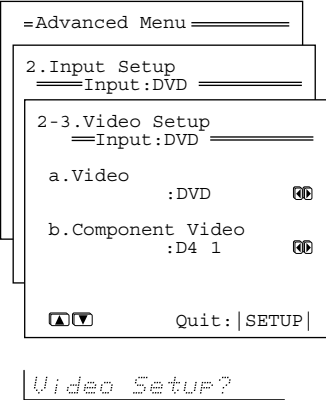 Advanced Menu
2.Input Setup
Input:DVD
2-3.Video Setup
Input:DVD
a.Video
:DVD
b.Component Video
:D4 1
Quit:|SETUP|
Video Setup?